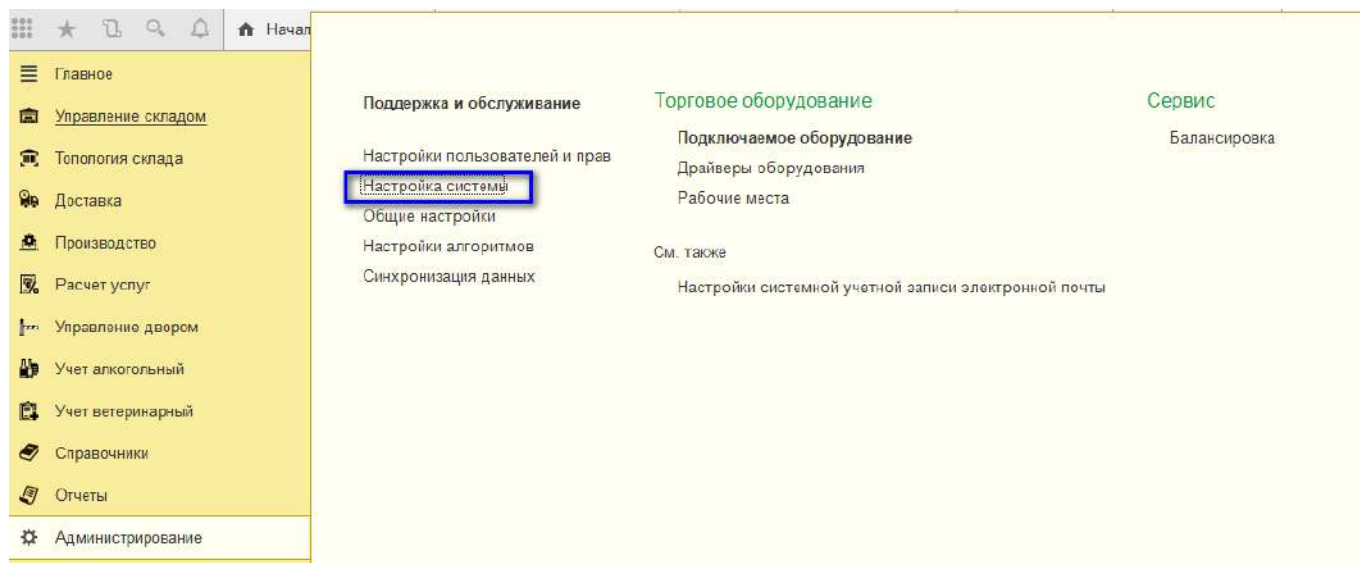 Начал
Главное
Управление складом
Топология склада
Доставка
Производство
Расчет услуг
Управление двором
Учет алкогольный
Учет ветеринарный
Справочники
Отчеты
Администрирование
Поддержка и обслуживание
Настройки пользователей и прав
Настройка системы
Общие настройки
Настройки алгоритмов
Синхронизация данных
Торговое оборудование
Подключаемое оборудование
Драйверы оборудования
Рабочие места
См. также
Настройки системной учетной записи электронной почты
Сервис
Балансировка